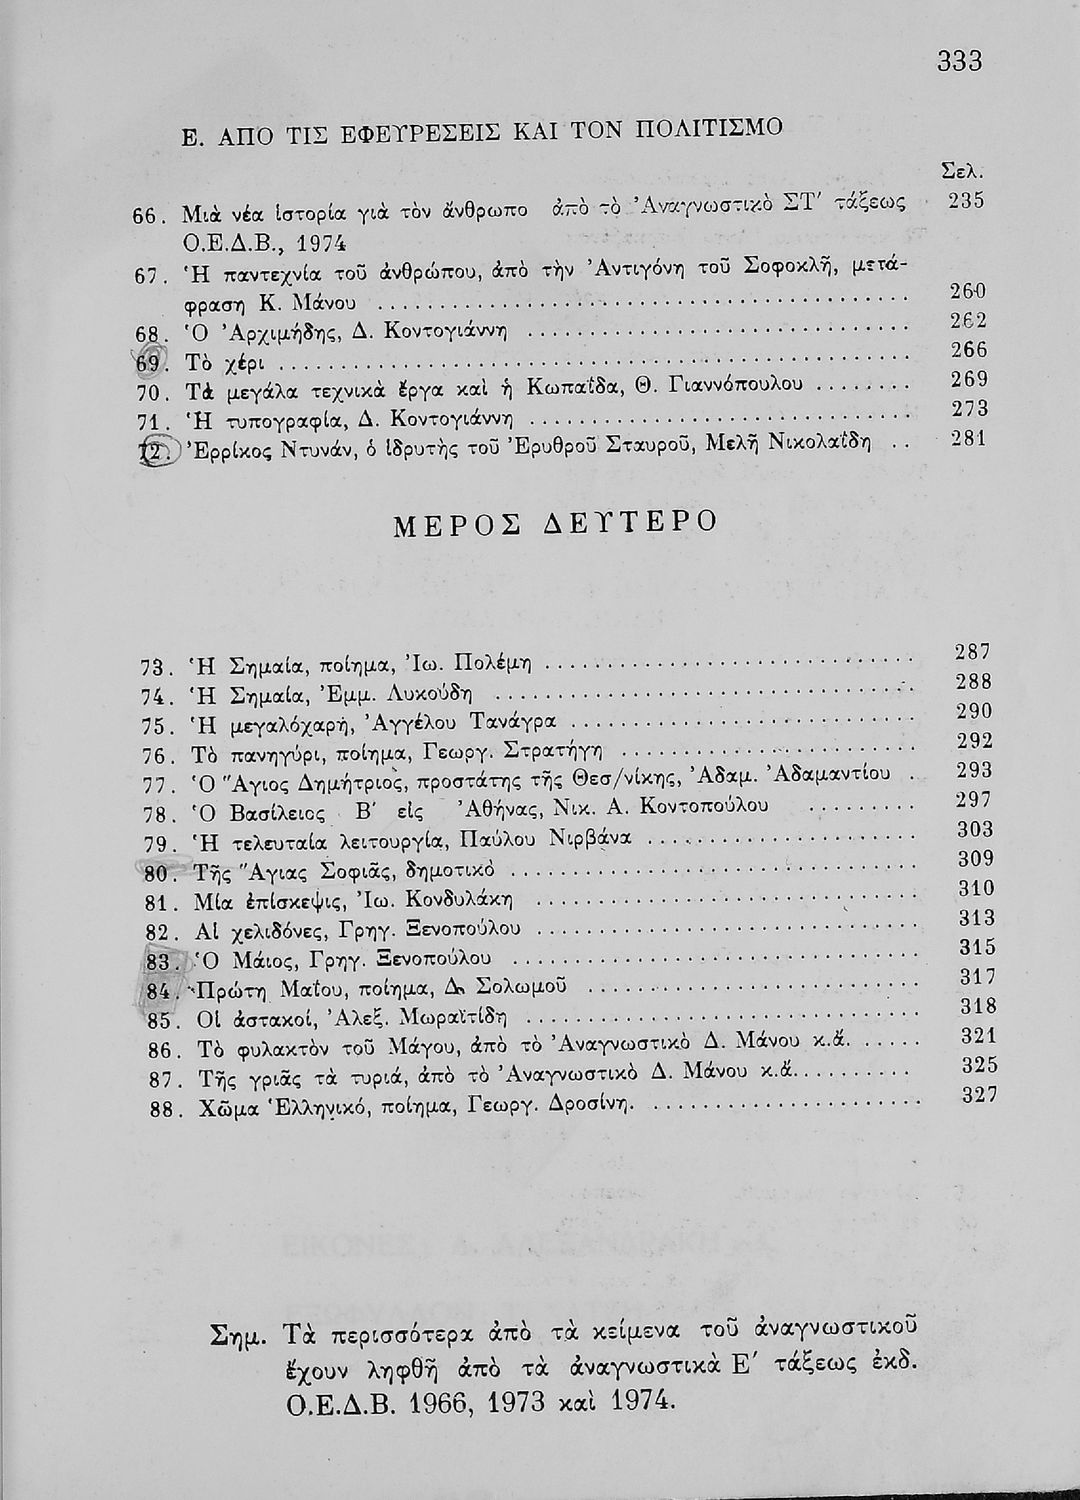 333
Ε. ΑΠΟ ΤΙΣ ΕΦΕΥΡΕΣΕΙΣ ΚΑΙ ΤΟΝ ΠΟΛΙΤΙΣΜΟ
Σελ.
66. Μιὰ νέα ἱστορία γιὰ τὸν ἄνθρωπο ἀπὸ τὸ Ἀναγνωστικὸ ΣΤ′ τάξεως 235
Ο.Ε.Δ.Β., 1974
67. Ἡ παντεχνία τοῦ ἀνθρώπου, ἀπὸ τὴν Ἀντιγόνη τοῦ Σοφοκλῆ, μετά-
φραση Κ. Μάνου ........ 260
68. Ὁ Ἀρχιμήδης, Δ. Κοντογιάννη ........ 262
69. Τὸ χέρι ........ 266
70. Τὰ μεγάλα τεχνικὰ ἔργα καὶ ἡ Κωπαΐδα, Θ. Γιαννόπουλου ........ 269
71. Ἡ τυπογραφία, Δ. Κοντογιάννη ........ 273
72. Ἐρρίκος Ντυνάν, ὁ ἱδρυτὴς τοῦ Ἐρυθροῦ Σταυροῦ, Μελῆ Νικολαΐδη .. 281
ΜΕΡΟΣ ΔΕΥΤΕΡΟ
73. Ἡ Σημαία, ποίημα, Ἰω. Πολέμη ........ 287
74. Ἡ Σημαία, Ἐμμ. Λυκούδη ........ 288
75. Ἡ μεγαλόχαρη, Ἀγγέλου Τανάγρα ........ 290
76. Τὸ πανηγύρι, ποίημα, Γεωργ. Στρατήγη ........ 292
77. Ὁ Ἅγιος Δημήτριος, προστάτης τῆς Θεσ/νίκης, Ἀδαμ. Ἀδαμαντίου . 293
78. Ὁ Βασίλειος Β′ εἰς Ἀθήνας, Νικ. Α. Κοντοπούλου ........ 297
79. Ἡ τελευταία λειτουργία, Παύλου Νιρβάνα ........ 303
80. Τῆς Ἅγιας Σοφιᾶς, δημοτικὸ ........ 309
81. Μία ἐπίσκεψις, Ἰω. Κονδυλάκη ........ 310
82. Αἱ χελιδόνες, Γρηγ. Ξενοπούλου ........ 313
83. Ὁ Μάιος, Γρηγ. Ξενοπούλου ........ 315
84. Πρώτη Μαΐου, ποίημα, Δ. Σολωμοῦ ........ 317
85. Οἱ ἀστακοί, Ἀλεξ. Μωραϊτίδη ........ 318
86. Τὸ φυλακτὸν τοῦ Μάγου, ἀπὸ τὸ Ἀναγνωστικὸ Δ. Μάνου κ.ἄ. ...... 321
87. Τῆς γριᾶς τὰ τυριά, ἀπὸ τὸ Ἀναγνωστικὸ Δ. Μάνου κ.ἄ. ........ 325
88. Χῶμα Ἑλληνικό, ποίημα, Γεωργ. Δροσίνη. ........ 327
Σημ. Τὰ περισσότερα ἀπὸ τὰ κείμενα τοῦ ἀναγνωστικοῦ
ἔχουν ληφθῆ ἀπὸ τὰ ἀναγνωστικὰ Ε′ τάξεως ἐκδ.
Ο.Ε.Δ.Β. 1966, 1973 καὶ 1974.